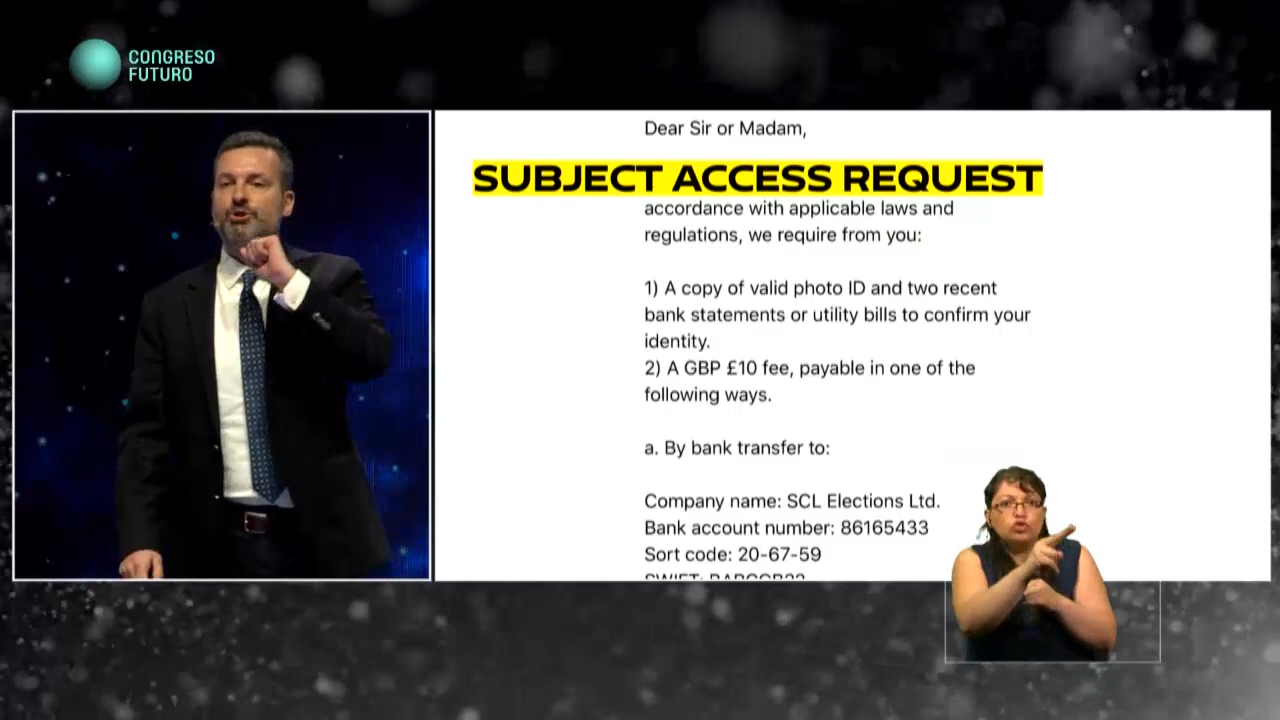 CONGRESO
FUTURO
Dear Sir or Madam,
SUBJECT ACCESS REQUEST
accordance with applicable laws and
regulations, we require from you:
1) A copy of valid photo ID and two recent
bank statements or utility bills to confirm your
identity.
2) A GBP £10 fee, payable in one of the
following ways.
a. By bank transfer to:
Company name: SCL Elections Ltd.
Bank account number: 86165433
Sort code: 20-67-59